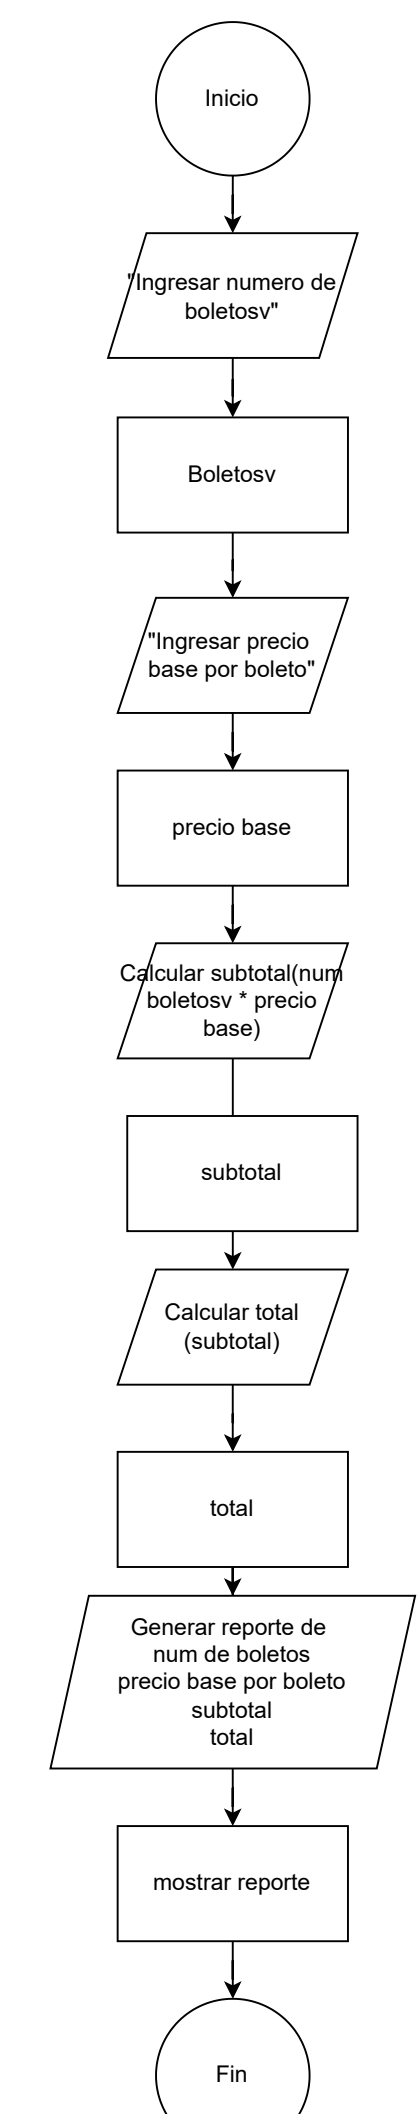 Inicio
"Ingresar numero de
boletosv"
Boletosv
"Ingresar precio
base por boleto"
precio base
Calcular subtotal(num
boletosv * precio
base)
subtotal
Calcular total
(subtotal)
total
Generar reporte de
num de boletos
precio base por boleto
subtotal
total
mostrar reporte
Fin